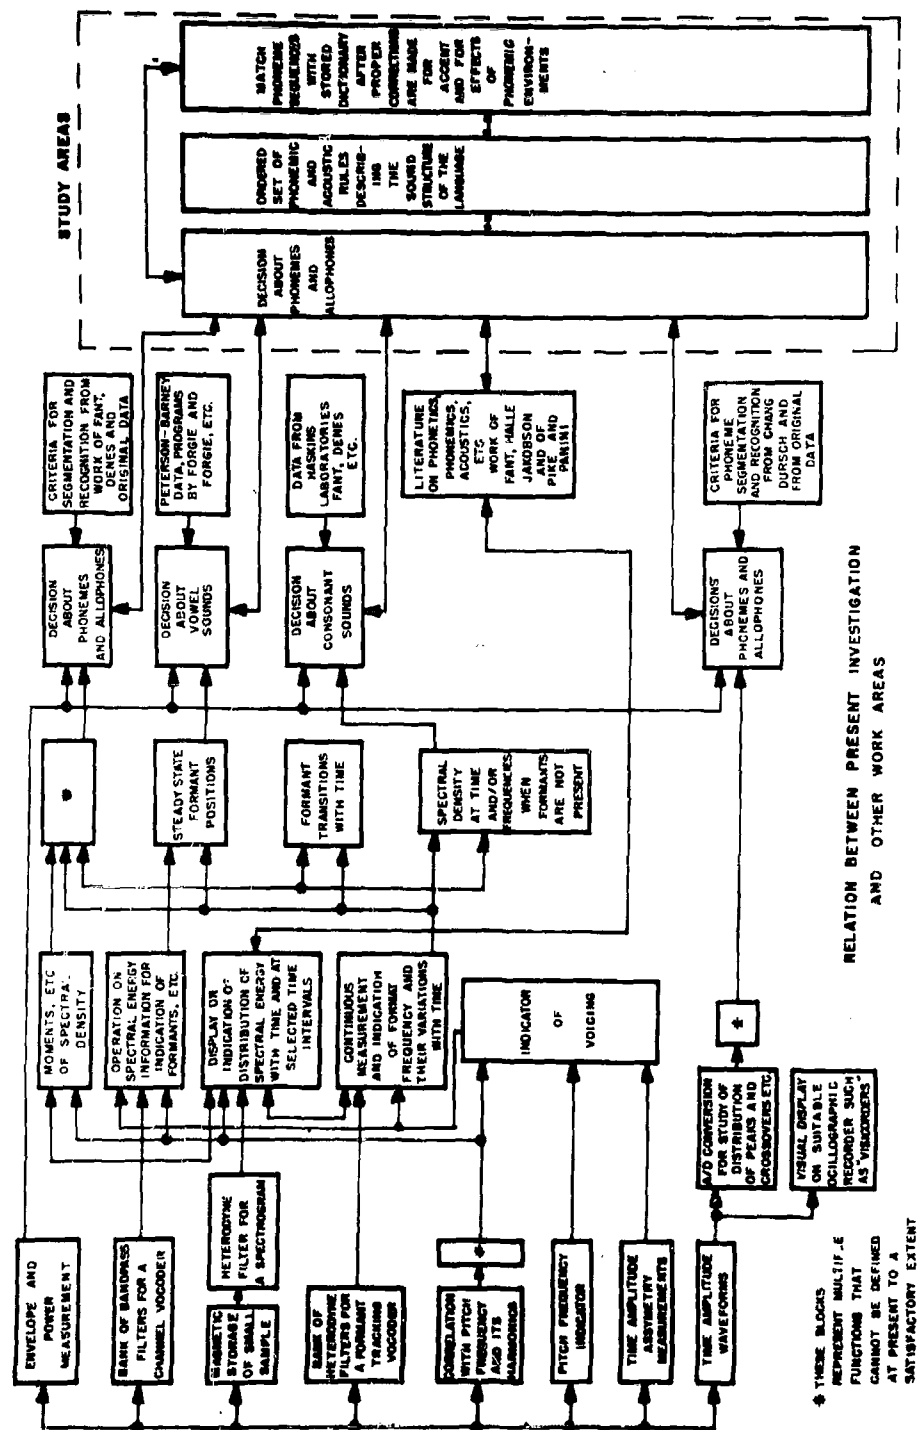 STUDY AREAS
MATCH
PHONEME
SEQUENCES
WITH
STORED
DICTIONARY
AFTER
PROPER
CORRECTIONS
ARE MADE
FOR
ACCENT
AND FOR
EFFECTS
OF
PHONEMIC
ENVIRON-
MENTS
ORDERED
SET OF
PHONEMIC
AND
ACOUSTIC
RULES
DESCRIB-
ING
THE
SOUND
STRUCTURE
OF THE
LANGUAGE
DECISION
ABOUT
PHONEMES
AND
ALLOPHONES
CRITERIA FOR
SEGMENTATION AND
RECOGNITION FROM
WORK OF FANT,
DENES AND
ORIGINAL DATA
PETERSON-BARNEY
DATA, PROGRAMS
BY FORGIE AND
FORGIE, ETC.
DATA FROM
HASKINS
LABORATORIES
FANT, DENES
ETC.
LITERATURE
ON PHONETICS,
PHONEMICS,
ACOUSTICS,
ETS
WORK OF
FANT, HALLE
JAKOBSON
AND OF
PIKE AND
PANINI
CRITERIA FOR
PHONEME
SEGMENTATION
AND RECOGNITION
FROM CHANG
DURSCH AND
FROM ORIGINAL
DATA
DECISION
ABOUT
PHONEMES
AND ALLOPHONES
DECISION
ABOUT
VOWEL
SOUNDS
DECISION
ABOUT
CONSONANT
SOUNDS
DECISIONS
ABOUT
PHONEMES AND
ALLOPHONES
*
STEADY STATE
FORMANT
POSITIONS
FORMANT
TRANSITIONS
WITH TIME
SPECTRAL
DENSITY
AT TIME
AND/OR
FREQUENCIES
WHEN
FORMANTS
ARE NOT
PRESENT
MOMENTS, ETC
OF SPECTRAL
DENSITY
OPERATION ON
SPECTRAL ENERGY
INFORMATION FOR
INDICATION OF
FORMANTS, ETC.
DISPLAY OR
INDICATION OF
DISTRIBUTION OF
SPECTRAL ENERGY
WITH TIME AND AT
SELECTED TIME
INTERVALS
CONTINUOUS
MEASUREMENT
AND INDICATION
OF FORMAT
FREQUENCY AND
THEIR VARIATIONS
WITH TIME
INDICATOR
OF
VOICING
*
A/D CONVERSION
FOR STUDY OF
DISTRIBUTION
OF PEAKS AND
CROSSOVERS ETC.
VISUAL DISPLAY
ON SUITABLE
OCILLOGRAPHIC
RECORDER SUCH
AS "VISICORDERS"
HETERODYNE
FILTER FOR
A SPECTROGRAM
*
ENVELOPE AND
POWER
MEASUREMENT
BANK OF BANDPASS
FILTERS FOR A
CHANNEL VOCODER
MAGNETIC
STORAGE
OF SMALL
SAMPLE
BANK OF
HETERODYNE
FILTERS FOR
A FORMANT
TRACKING
VOCODER
CORRELATION
WITH PITCH
FREQUENCY
AND ITS
HARMONICS
PITCH FREQUENCY
INDICATOR
TIME AMPLITUDE
ASSYMETRY
MEASUREMENTS
TIME AMPLITUDE
WAVEFORMS
RELATION BETWEEN PRESENT INVESTIGATION
AND OTHER WORK AREAS
* THESE BLOCKS
REPRESENT MULTIPLE
FUNCTIONS THAT
CANNOT BE DEFINED
AT PRESENT TO A
SATISFACTORY EXTENT